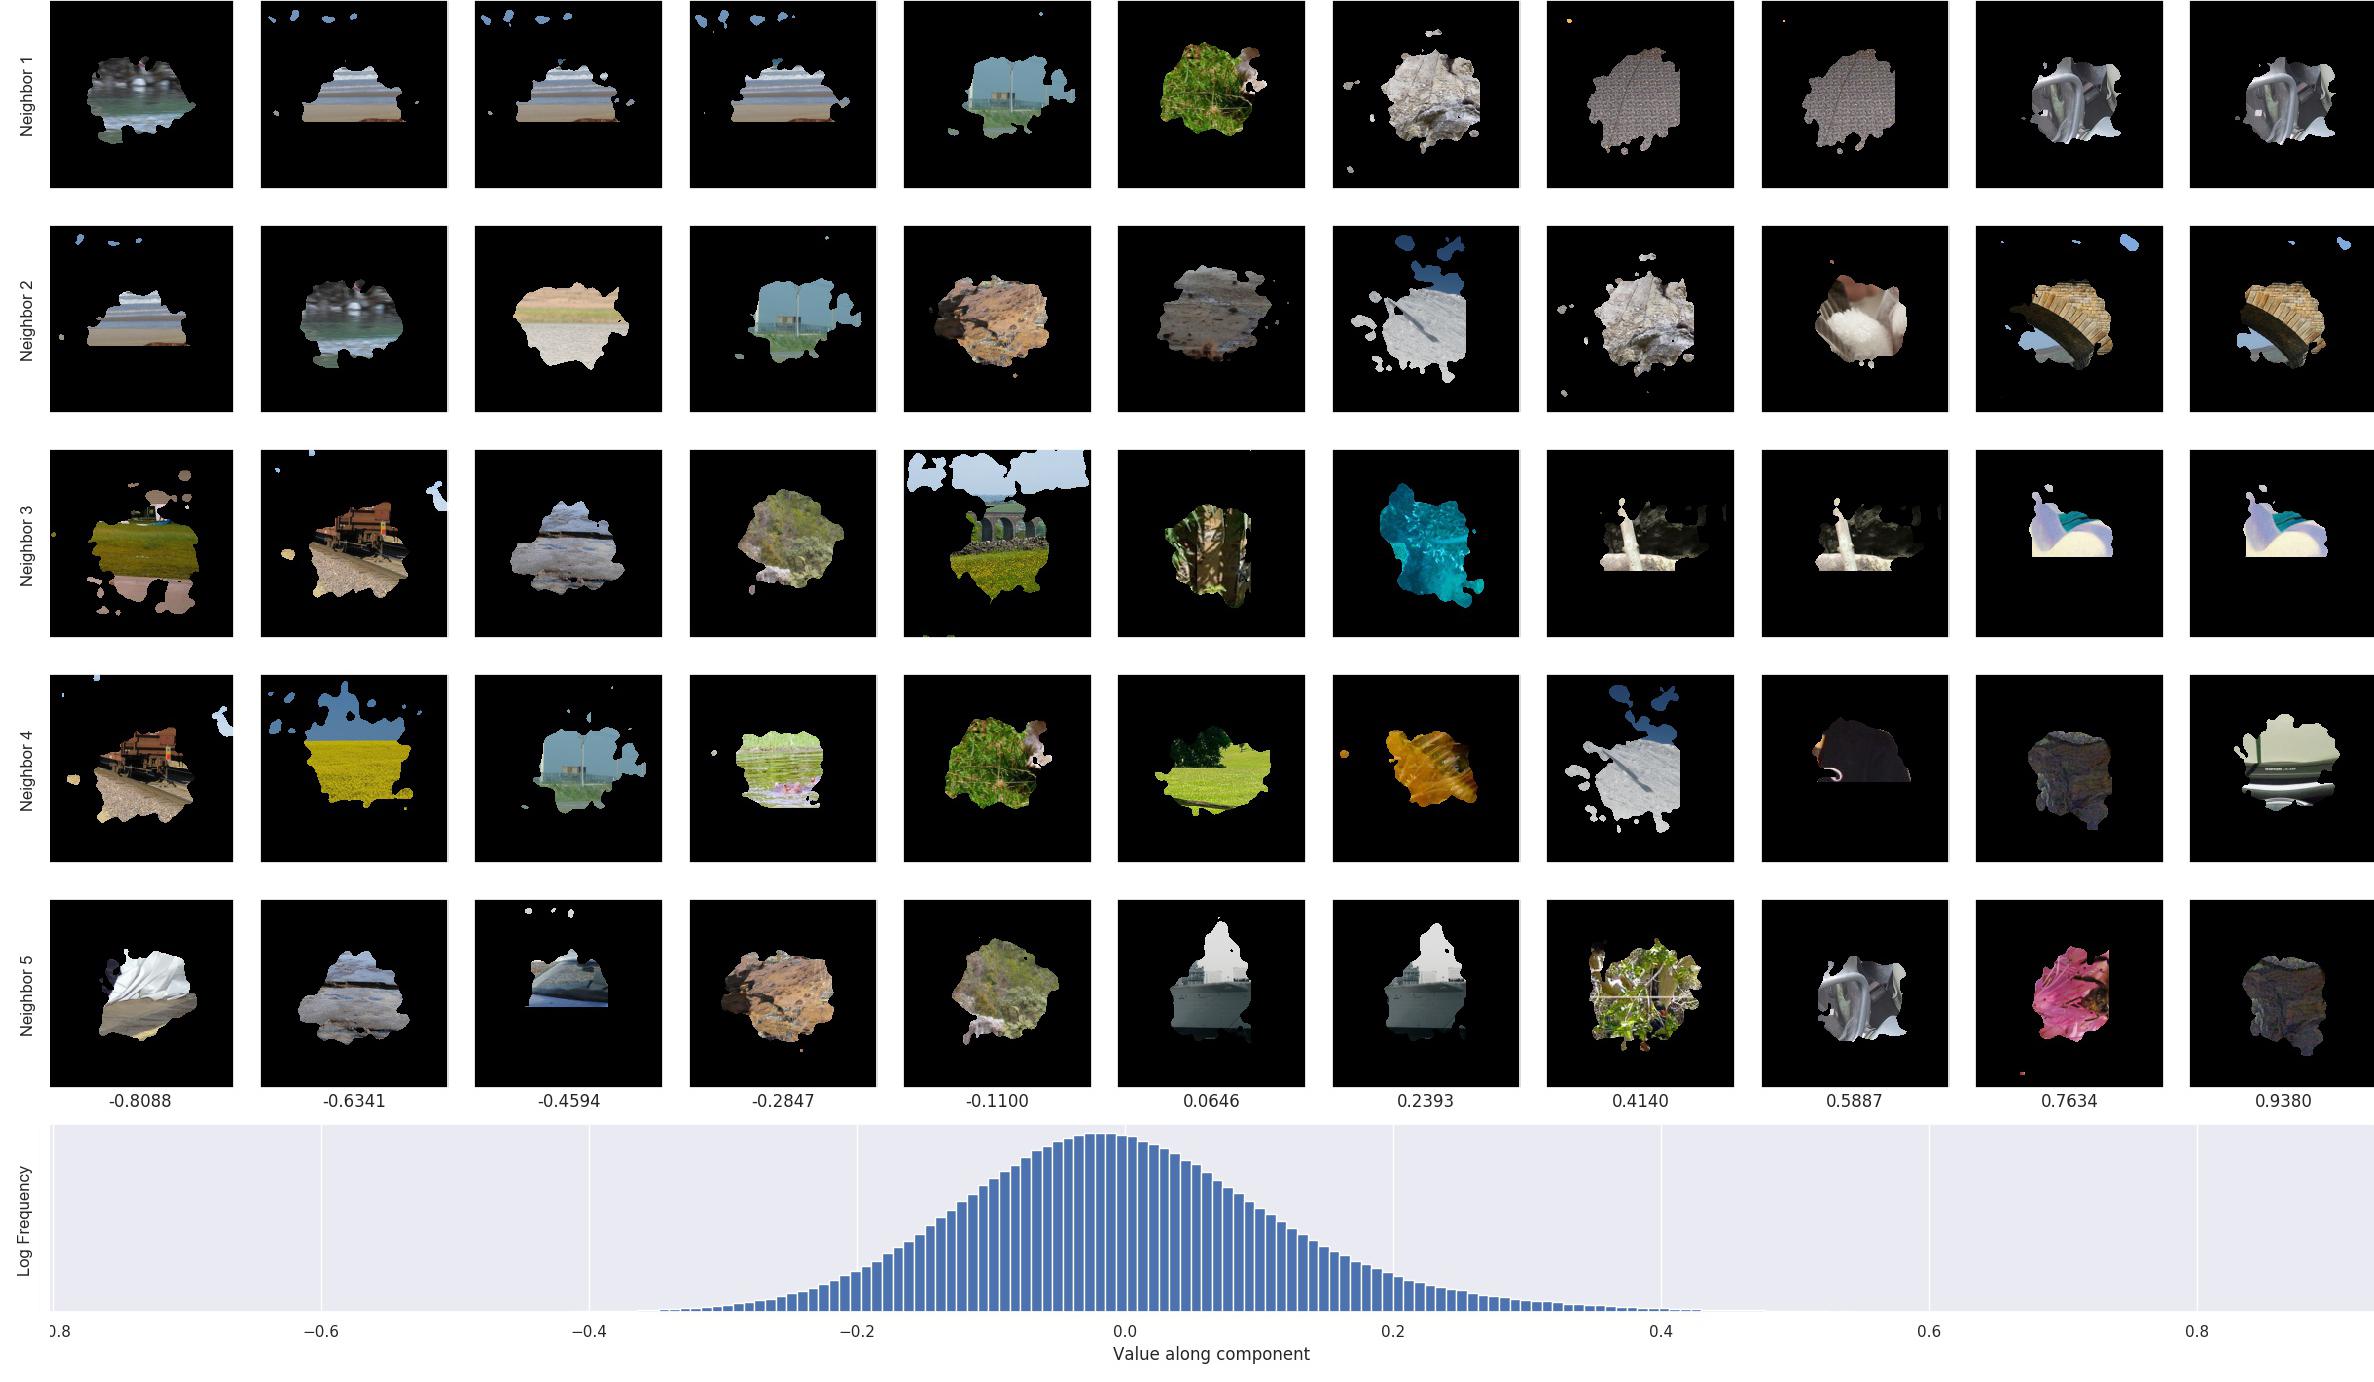 Neighbor 1
Neighbor 2
Neighbor 3
Neighbor 4
Neighbor 5
-0.8088 -0.6341 -0.4594 -0.2847 -0.1100 0.0646 0.2393 0.4140 0.5887 0.7634 0.9380
Log Frequency
0.8 −0.6 −0.4 −0.2 0.0 0.2 0.4 0.6 0.8
Value along component